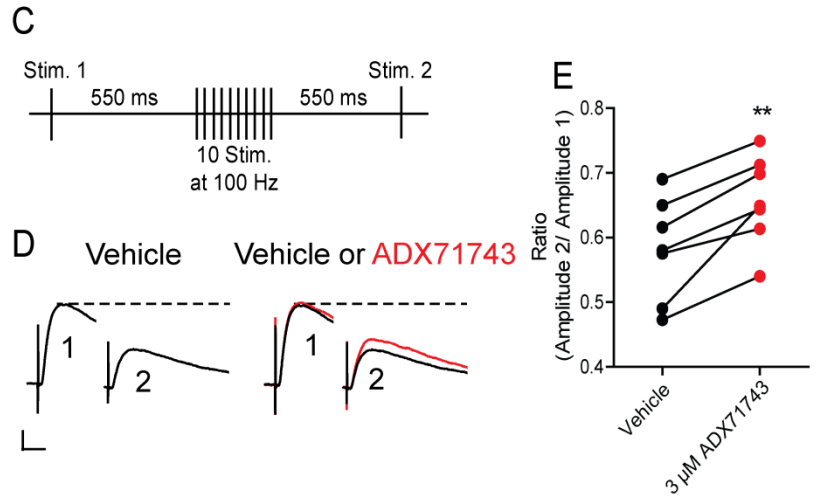 C
Stim. 1
Stim. 2
550 ms
550 ms
10 Stim.
at 100 Hz
D
Vehicle
Vehicle or ADX71743
1
2
1
2
E
**
Ratio
(Amplitude 2/ Amplitude 1)
0.8
0.7
0.6
0.5
0.4
Vehicle
3 µM ADX71743